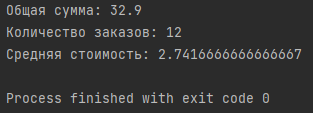 Общая сумма: 32.9
Количество заказов: 12
Средняя стоимость: 2.7416666666666667
Process finished with exit code 0